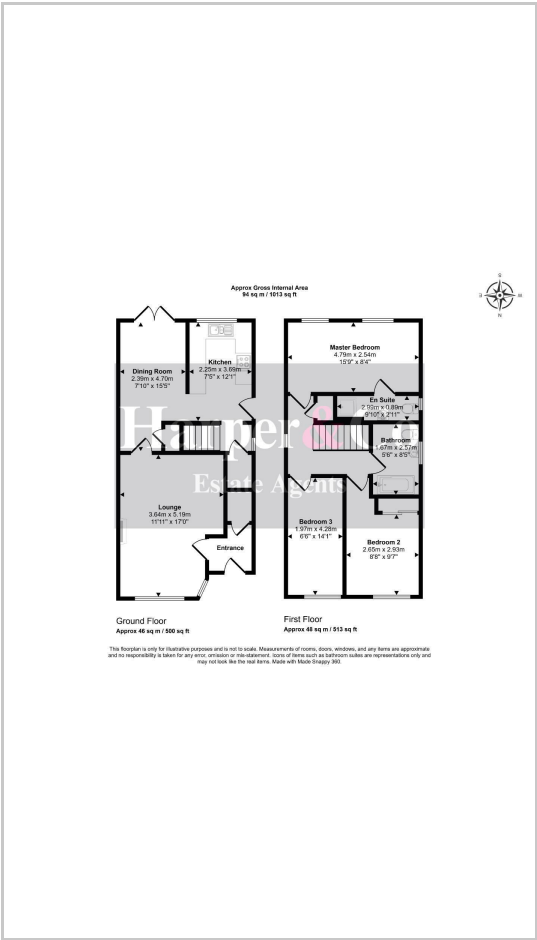 Approx Gross Internal Area
94 sq m / 1013 sq ft
S
E
W
N
Dining Room
2.39m x 4.70m
7'10" x 15'5"
Kitchen
2.25m x 3.69m
7'5" x 12'1"
Master Bedroom
4.79m x 2.54m
15'9" x 8'4"
En Suite
2.99m x 0.89m
9'10" x 2'11"
Harper & Co
Estate Agents
Bathroom
1.67m x 2.57m
5'6" x 8'5"
Lounge
3.64m x 5.19m
11'11" x 17'0"
Entrance
Bedroom 3
1.97m x 4.28m
6'6" x 14'1"
Bedroom 2
2.65m x 2.93m
8'8" x 9'7"
Ground Floor
Approx 46 sq m / 500 sq ft
First Floor
Approx 48 sq m / 513 sq ft
This floorplan is only for illustrative purposes and is not to scale. Measurements of rooms, doors, windows, and any items are approximate
and no responsibility is taken for any error, omission or mis-statement. Icons of items such as bathroom suites are representations only and
may not look like the real items. Made with Made Snappy 360.